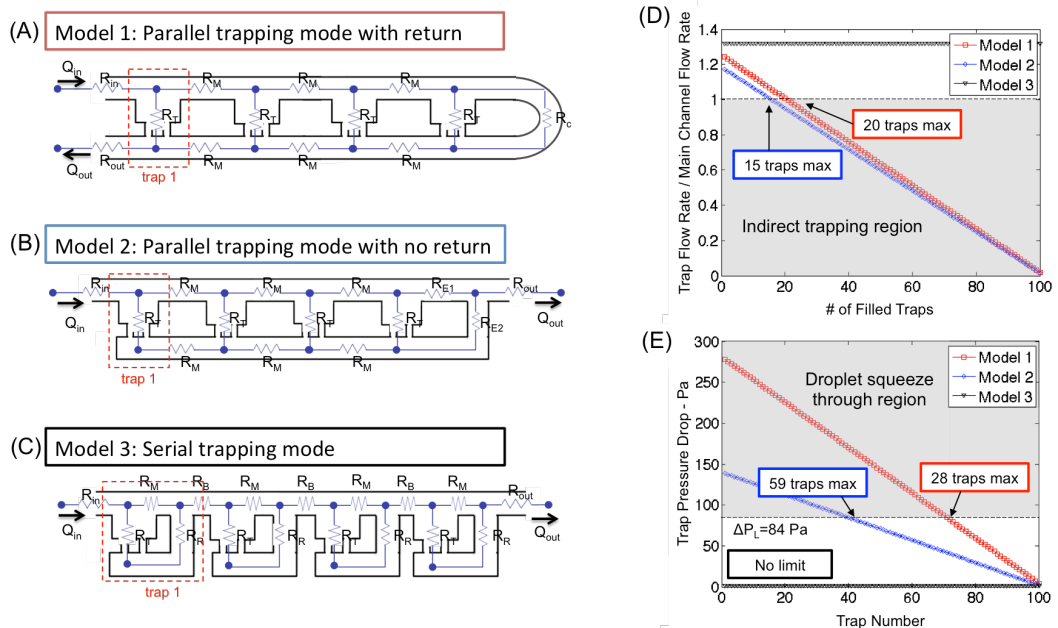 (A)
Model 1: Parallel trapping mode with return
Q_in
R_in
R_M
R_M
R_M
R_T
R_T
R_T
R_T
R_c
R_out
R_M
R_M
R_M
Q_out
trap 1
(B)
Model 2: Parallel trapping mode with no return
R_in
R_M
R_M
R_M
R_E1
R_out
Q_in
R_T
R_T
R_T
R_T
R_E2
Q_out
R_M
R_M
R_M
trap 1
(C)
Model 3: Serial trapping mode
R_in
R_M
R_B
R_M
R_B
R_M
R_B
R_M
R_out
Q_in
R_T
R_R
R_T
R_R
R_T
R_R
R_T
R_R
Q_out
trap 1
(D)
Trap Flow Rate / Main Channel Flow Rate
1.4
1.2
1
0.8
0.6
0.4
0.2
0
Model 1
Model 2
Model 3
20 traps max
15 traps max
Indirect trapping region
0 20 40 60 80 100
# of Filled Traps
(E)
Trap Pressure Drop - Pa
300
250
200
150
100
50
0
Droplet squeeze
through region
Model 1
Model 2
Model 3
59 traps max
28 traps max
ΔP_L=84 Pa
No limit
0 20 40 60 80 100
Trap Number